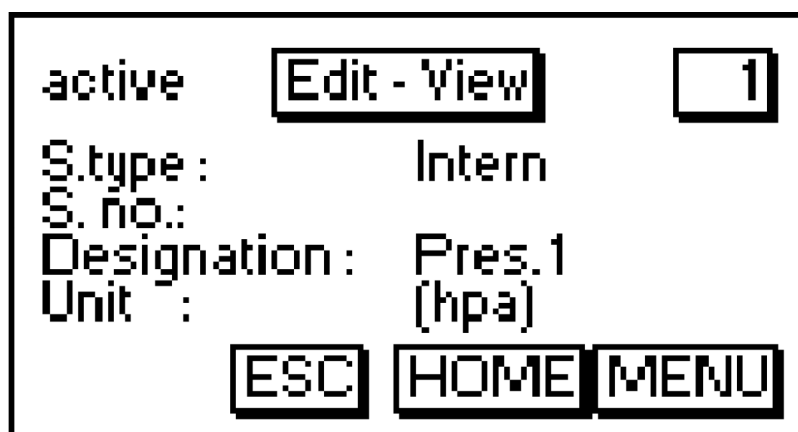 active Edit - View 1
S.type : Intern
S. no.:
Designation : Pres.1
Unit : (hpa)
ESC HOME MENU